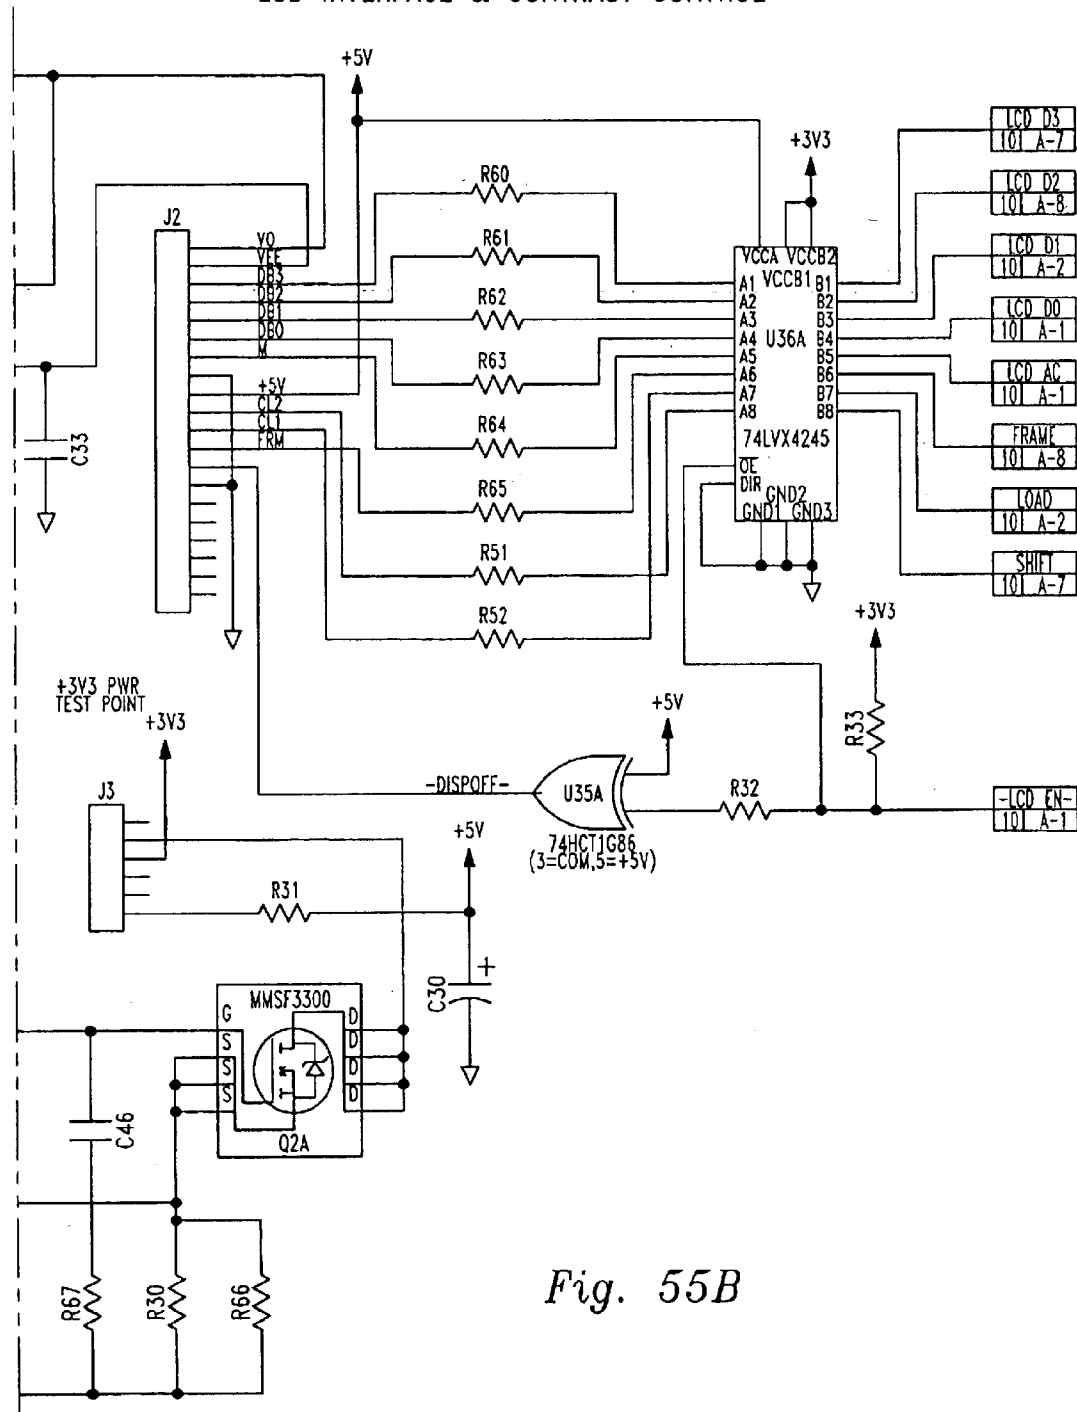 LCD INTERFACE & CONTRAST CONTROL
+5V
LCD D3
10 A-7
+3V3
R60
LCD D2
10 A-8
J2
R61
VO
VEE
DB3
DB2
DB1
DB0
M
+5V
CL2
CL1
FRM
VCCA VCCB2
VCCB1
LCD D1
10 A-2
A1 B1
A2 B2
A3 B3
A4 U36A B4
A5 B5
A6 B6
A7 B7
A8 B8
R62
LCD D0
10 A-1
R63
LCD AC
10 A-1
C33
R64
74LVX4245
FRAME
10 A-8
OE
DIR
GND2
GND1 GND3
R65
LOAD
10 A-2
R51
SHIFT
10 A-7
R52
+3V3
+3V3 PWR
TEST POINT
+3V3
+5V
R33
J3
-DISPOFF-
U35A
R32
-LCD EN-
10 A-1
74HCT1G86
(3=COM,5=+5V)
+5V
R31
C30
+
MMSF3300
G D
S D
S D
S D
Q2A
C46
R67
R30
R66
Fig. 55B